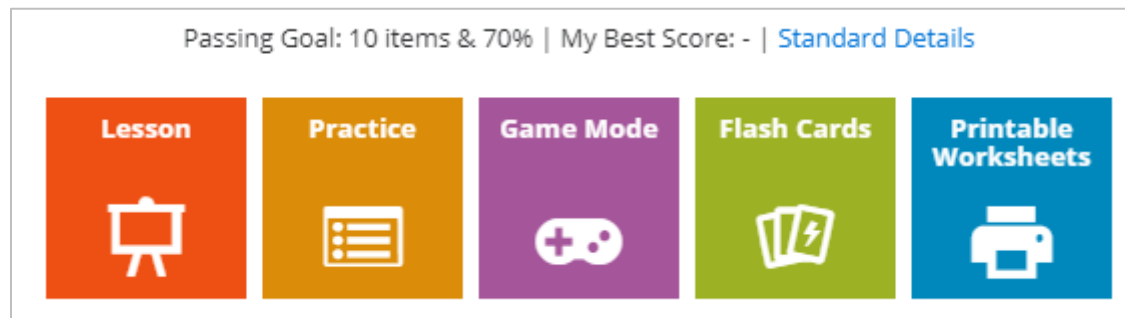 Passing Goal: 10 items & 70% | My Best Score: - | Standard Details
Lesson
Practice
Game Mode
Flash Cards
Printable
Worksheets